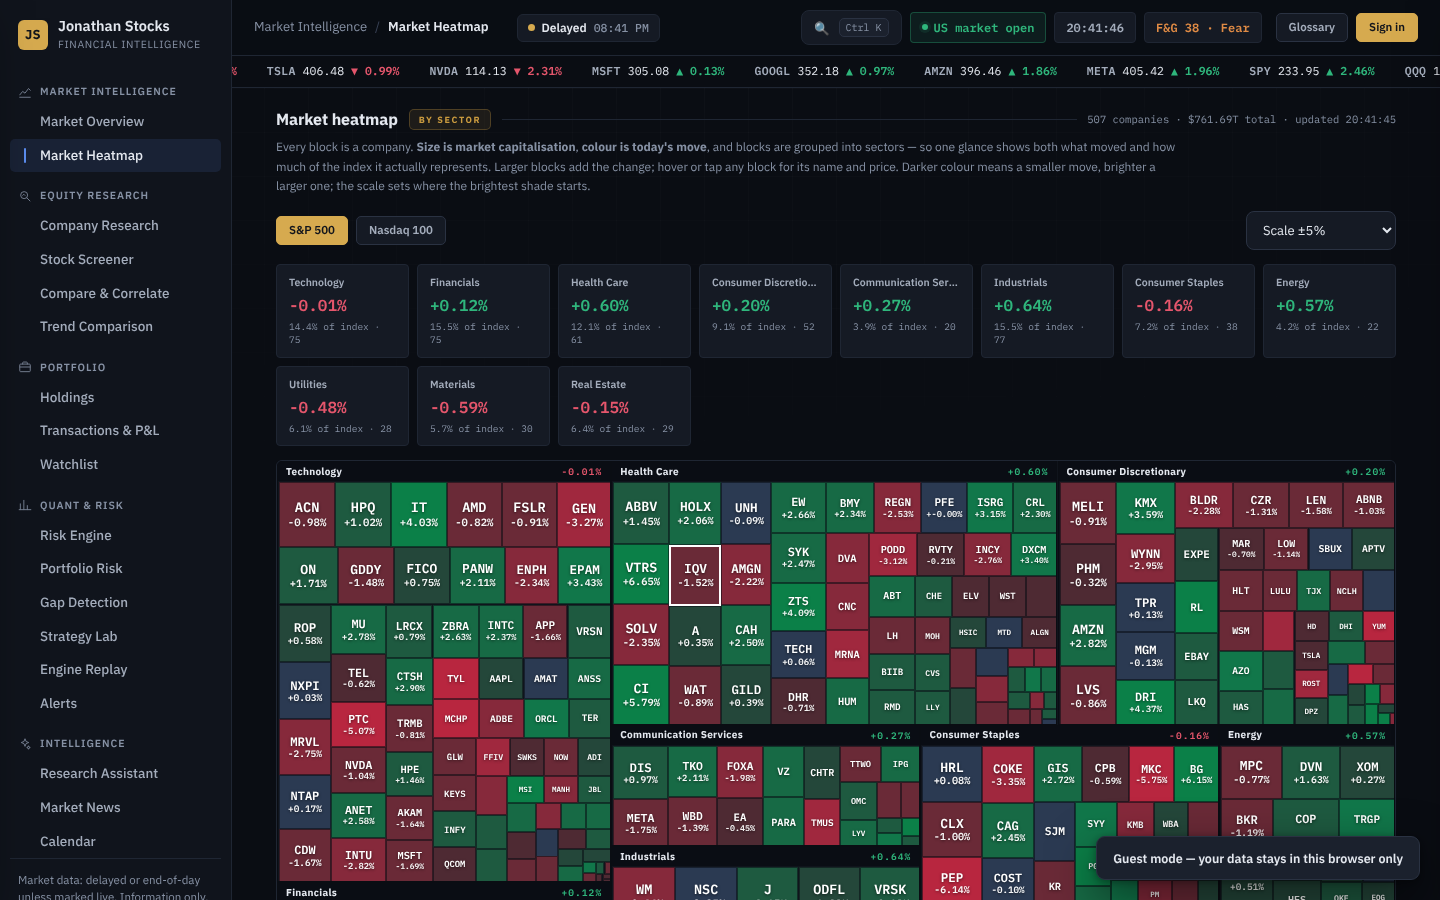 JS
Jonathan Stocks
FINANCIAL INTELLIGENCE
MARKET INTELLIGENCE
Market Overview
Market Heatmap
EQUITY RESEARCH
Company Research
Stock Screener
Compare & Correlate
Trend Comparison
PORTFOLIO
Holdings
Transactions & P&L
Watchlist
QUANT & RISK
Risk Engine
Portfolio Risk
Gap Detection
Strategy Lab
Engine Replay
Alerts
INTELLIGENCE
Research Assistant
Market News
Calendar
Market data: delayed or end-of-day
unless marked live. Information only,
Market Intelligence / Market Heatmap
Delayed 08:41 PM
Ctrl K
US market open
20:41:46
F&G 38 · Fear
Glossary
Sign in
% TSLA 406.48 ▼ 0.99% NVDA 114.13 ▼ 2.31% MSFT 305.08 ▲ 0.13% GOOGL 352.18 ▲ 0.97% AMZN 396.46 ▲ 1.86% META 405.42 ▲ 1.96% SPY 233.95 ▲ 2.46% QQQ 1
Market heatmap BY SECTOR
507 companies · $761.69T total · updated 20:41:45
Every block is a company. Size is market capitalisation, colour is today's move, and blocks are grouped into sectors — so one glance shows both what moved and how
much of the index it actually represents. Larger blocks add the change; hover or tap any block for its name and price. Darker colour means a smaller move, brighter a
larger one; the scale sets where the brightest shade starts.
S&P 500
Nasdaq 100
Scale ±5%
Technology
-0.01%
14.4% of index ·
75
Financials
+0.12%
15.5% of index ·
75
Health Care
+0.60%
12.1% of index ·
61
Consumer Discretio…
+0.20%
9.1% of index · 52
Communication Ser…
+0.27%
3.9% of index · 20
Industrials
+0.64%
15.5% of index ·
77
Consumer Staples
-0.16%
7.2% of index · 38
Energy
+0.57%
4.2% of index · 22
Utilities
-0.48%
6.1% of index · 28
Materials
-0.59%
5.7% of index · 30
Real Estate
-0.15%
6.4% of index · 29
Technology -0.01%
ACN -0.98%
HPQ +1.02%
IT +4.03%
AMD -0.82%
FSLR -0.91%
GEN -3.27%
ON +1.71%
GDDY -1.48%
FICO +0.75%
PANW +2.11%
ENPH -2.34%
EPAM +3.43%
ROP +0.58%
MU +2.78%
LRCX +0.79%
ZBRA +2.63%
INTC +2.37%
APP -1.66%
VRSN
NXPI +0.03%
TEL -0.62%
CTSH +2.90%
TYL
AAPL
AMAT
ANSS
PTC -5.07%
TRMB -0.81%
MCHP
ADBE
ORCL
TER
MRVL -2.75%
NVDA -1.04%
HPE +1.46%
GLW
FFIV
SWKS
NOW
ADI
NTAP +0.17%
ANET +2.58%
AKAM -1.64%
KEYS
MSI
MANH
JBL
INFY
CDW -1.67%
INTU -2.82%
MSFT -1.69%
QCOM
Financials +0.12%
Health Care +0.60%
ABBV +1.45%
HOLX +2.06%
UNH -0.09%
EW +2.66%
BMY +2.34%
REGN -2.53%
PFE +-0.00%
ISRG +3.15%
CRL +2.30%
VTRS +6.65%
IQV -1.52%
AMGN -2.22%
SYK +2.47%
DVA
PODD -3.12%
RVTY -0.21%
INCY -2.76%
DXCM +3.40%
ZTS +4.09%
CNC
ABT
CHE
ELV
WST
SOLV -2.35%
A +0.35%
CAH +2.50%
TECH +0.06%
MRNA
LH
MOH
HSIC
MTD
ALGN
CI +5.79%
WAT -0.89%
GILD +0.39%
DHR -0.71%
HUM
BIIB
CVS
RMD
LLY
Consumer Discretionary +0.20%
MELI -0.91%
KMX +3.59%
BLDR -2.28%
CZR -1.31%
LEN -1.58%
ABNB -1.03%
PHM -0.32%
WYNN -2.95%
EXPE
MAR -0.70%
LOW -1.14%
SBUX
APTV
TPR +0.13%
RL
HLT
LULU
TJX
NCLH
AMZN +2.82%
MGM -0.13%
EBAY
WSM
HD
DHI
YUM
TSLA
LVS -0.86%
DRI +4.37%
LKQ
AZO
ROST
HAS
DPZ
Communication Services +0.27%
DIS +0.97%
TKO +2.11%
FOXA -1.98%
VZ
CHTR
TTWO
IPG
META -1.75%
WBD -1.39%
EA -0.45%
PARA
TMUS
OMC
LYV
Industrials +0.64%
WM
NSC
J
ODFL
VRSK
Consumer Staples -0.16%
HRL +0.08%
COKE -3.35%
GIS +2.72%
CPB -0.59%
MKC -5.75%
BG +6.15%
CLX -1.00%
CAG +2.45%
SJM
SYY
KMB
WBA
PEP -6.14%
COST -0.10%
KR
PM
Energy +0.57%
MPC -0.77%
DVN +1.63%
XOM +0.27%
BKR -1.19%
COP
TRGP
+0.51%
HES
OKE
EOG
Guest mode — your data stays in this browser only